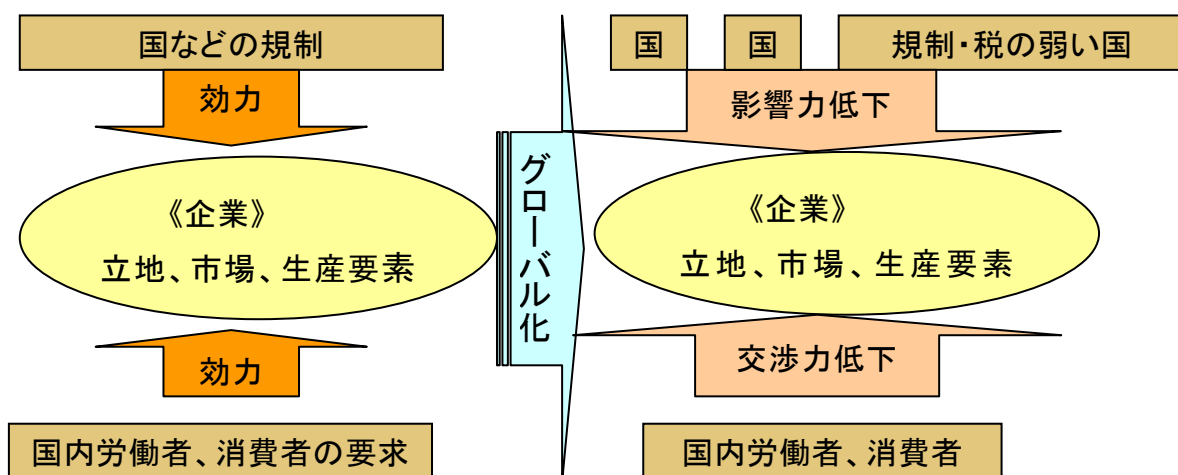 国などの規制
効力
《企業》
立地、市場、生産要素
効力
国内労働者、消費者の要求
グローバル化
国
国
規制・税の弱い国
影響力低下
《企業》
立地、市場、生産要素
交渉力低下
国内労働者、消費者